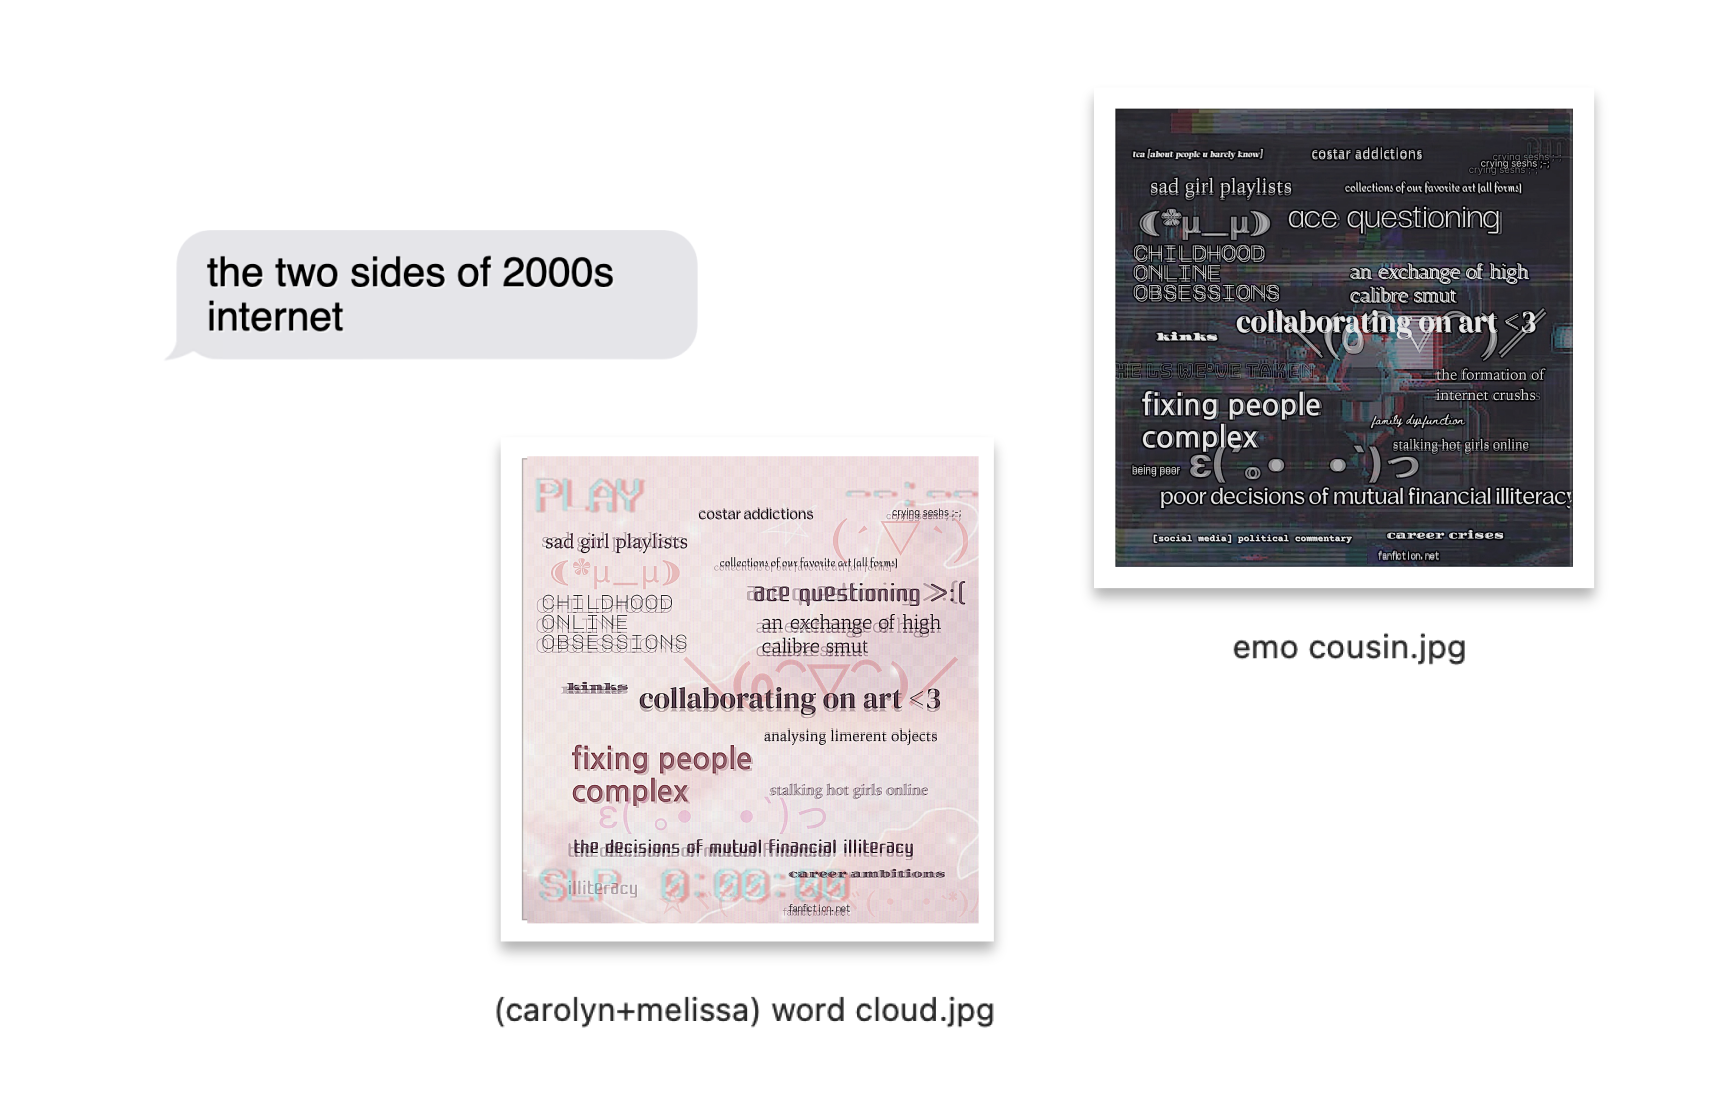 the two sides of 2000s
internet
tea [about people u barely know]
costar addictions
crying seshs ;-;
crying seshs ;-;
crying seshs ;-;
sad girl playlists
collections of our favorite art [all forms]
(*μ_μ)
ace questioning
CHILDHOOD
ONLINE
OBSESSIONS
an exchange of high
calibre smut
collaborating on art <3
\(o^▽^)/
kinks
WE'VE TAKEN
the formation of
internet crushs
fixing people
complex
family dysfunction
stalking hot girls online
being poor
ε(´。• •`)っ
poor decisions of mutual financial illiteracy
[social media] political commentary
career crises
fanfiction.net
emo cousin.jpg
PLAY
--:--
costar addictions
crying seshs ;-;
sad girl playlists
(´▽`)
(*μ_μ)
collections of our favorite art [all forms]
ace questioning >:(
CHILDHOOD
ONLINE
OBSESSIONS
an exchange of high
calibre smut
\(o^▽^)/
kinks
collaborating on art <3
analysing limerent objects
fixing people
complex
stalking hot girls online
ε(。• •`)っ
the decisions of mutual financial illiteracy
career ambitions
SLP 0:00:00
illiteracy
fanfiction.net
(carolyn+melissa) word cloud.jpg